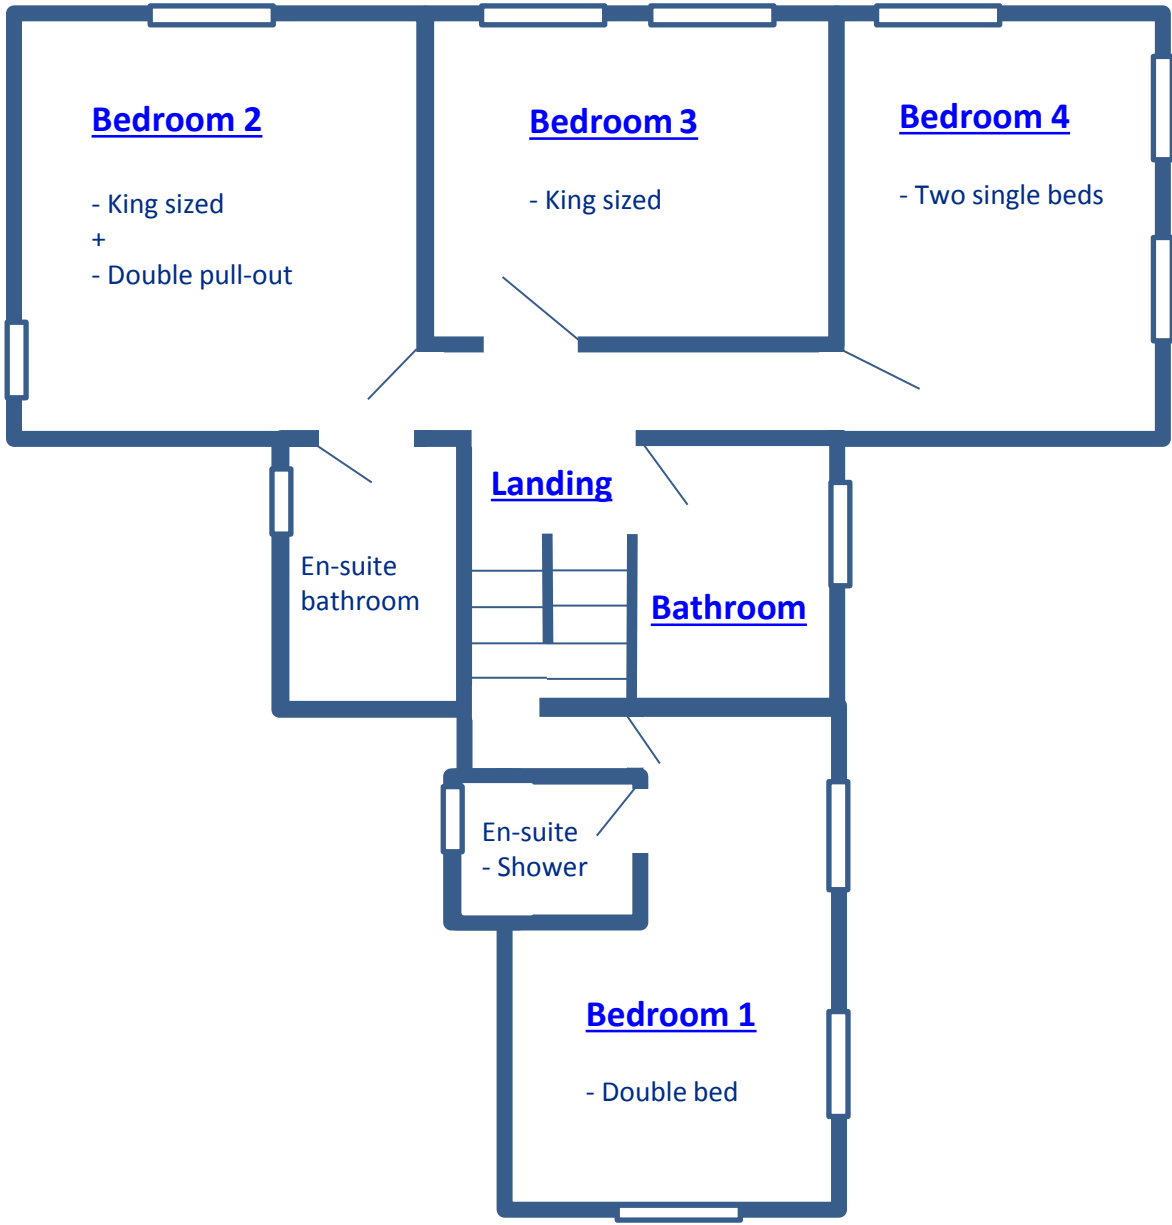 Bedroom 2
- King sized
+
- Double pull-out
Bedroom 3
- King sized
Bedroom 4
- Two single beds
Landing
En-suite
bathroom
Bathroom
En-suite
- Shower
Bedroom 1
- Double bed